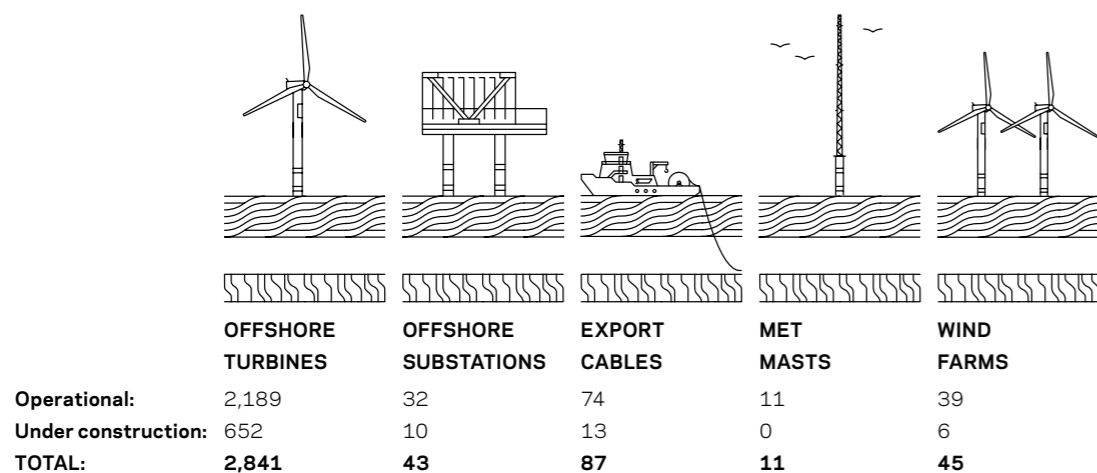 OFFSHORE TURBINES OFFSHORE SUBSTATIONS EXPORT CABLES MET MASTS WIND FARMS
Operational: 2,189 32 74 11 39
Under construction: 652 10 13 0 6
TOTAL: 2,841 43 87 11 45